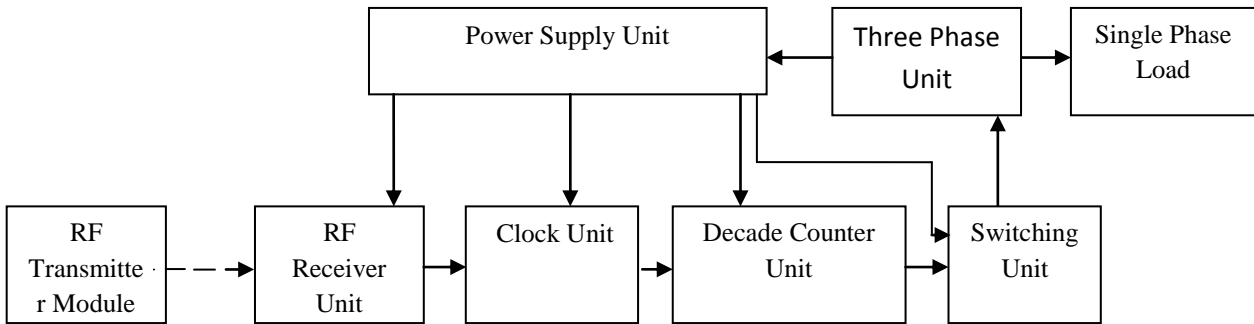 Power Supply Unit
Three Phase
Unit
Single Phase
Load
RF
Transmitte
r Module
RF
Receiver
Unit
Clock Unit
Decade Counter
Unit
Switching
Unit